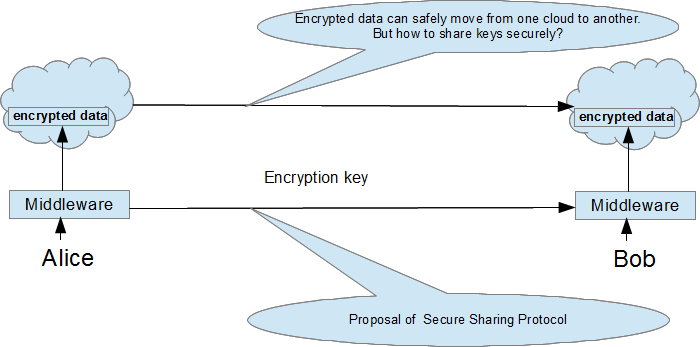 Encrypted data can safely move from one cloud to another.
But how to share keys securely?
encrypted data
encrypted data
Encryption key
Middleware
Middleware
Alice
Bob
Proposal of Secure Sharing Protocol